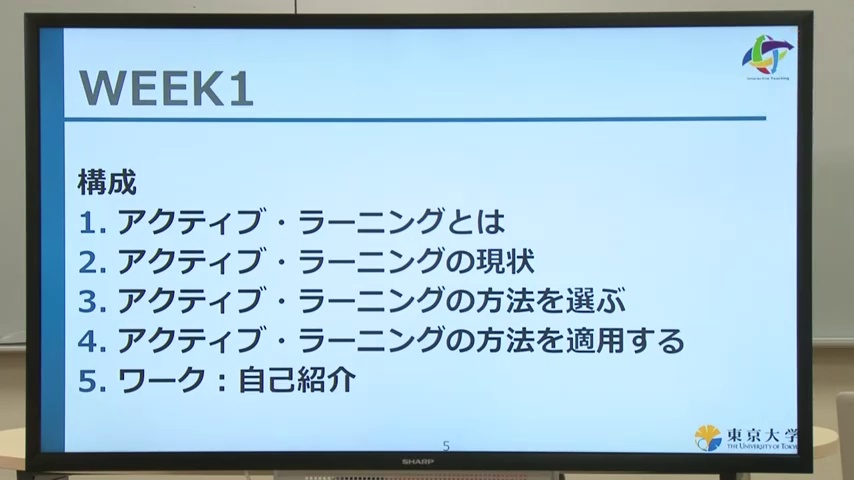 WEEK1
Interactive Teaching
構成
1. アクティブ・ラーニングとは
2. アクティブ・ラーニングの現状
3. アクティブ・ラーニングの方法を選ぶ
4. アクティブ・ラーニングの方法を適用する
5. ワーク：自己紹介
5
東京大学
THE UNIVERSITY OF TOKYO
SHARP